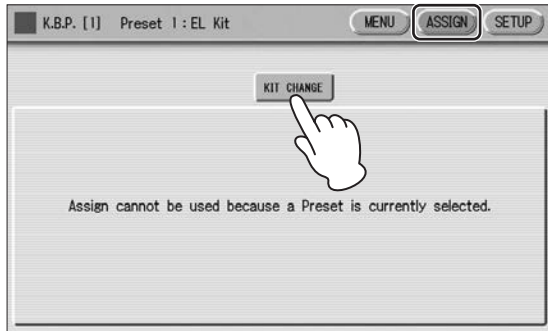 K.B.P. [1] Preset 1 : EL Kit MENU ASSIGN SETUP
KIT CHANGE
Assign cannot be used because a Preset is currently selected.